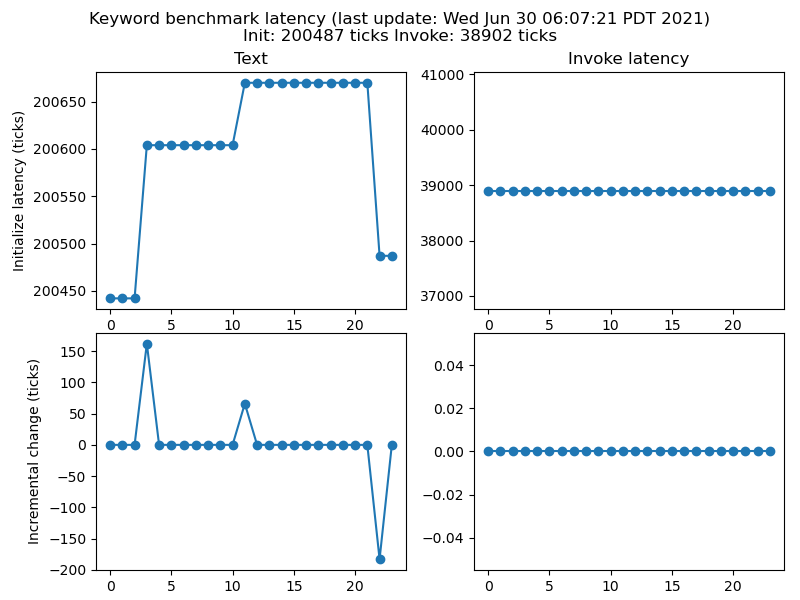 Keyword benchmark latency (last update: Wed Jun 30 06:07:21 PDT 2021)
Init: 200487 ticks Invoke: 38902 ticks
Text
Initialize latency (ticks)
200650
200600
200550
200500
200450
0 5 10 15 20
Invoke latency
41000
40000
39000
38000
37000
0 5 10 15 20
Incremental change (ticks)
150
100
50
0
−50
−100
−150
−200
0 5 10 15 20
0.04
0.02
0.00
−0.02
−0.04
0 5 10 15 20